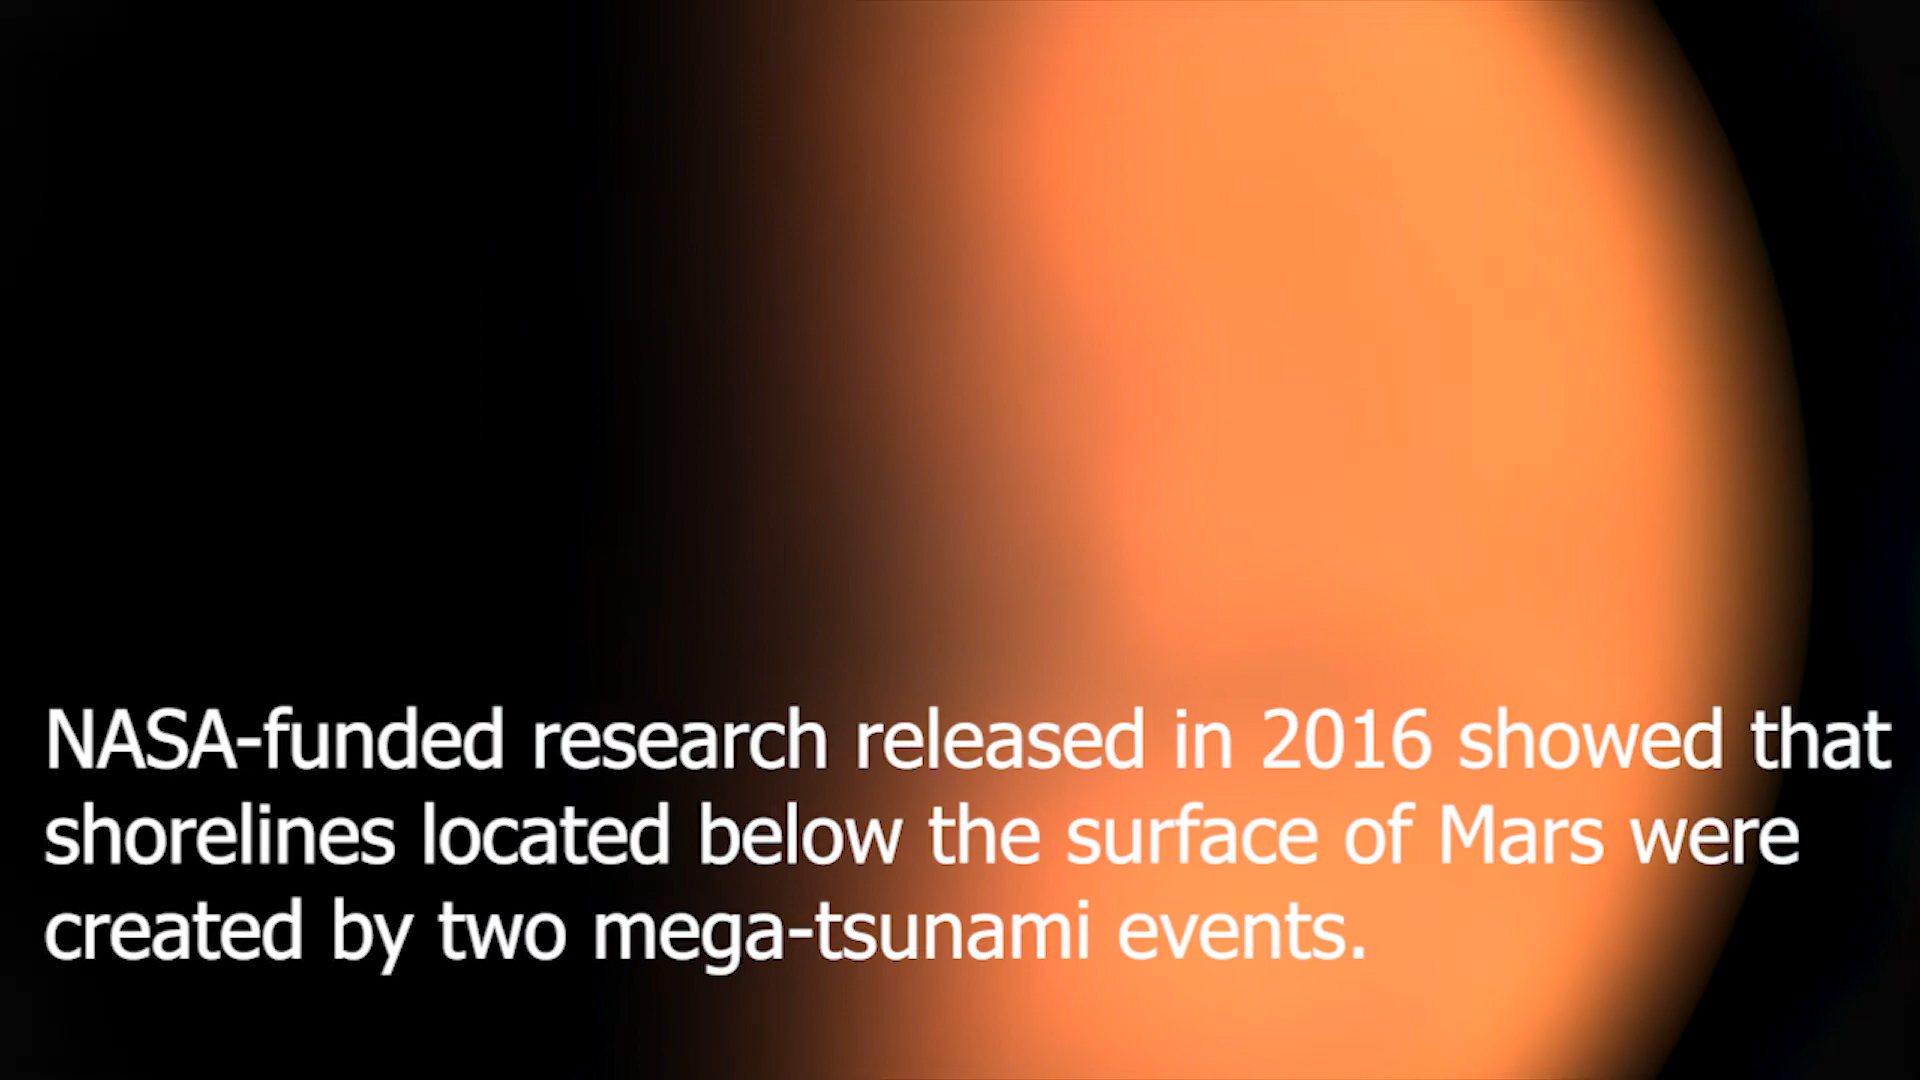 NASA-funded research released in 2016 showed that
shorelines located below the surface of Mars were
created by two mega-tsunami events.